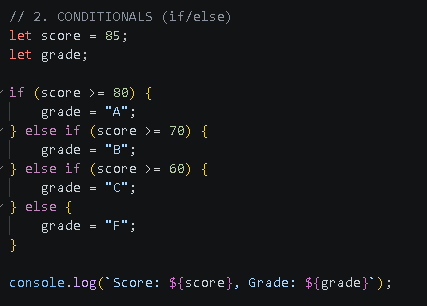 // 2. CONDITIONALS (if/else)
let score = 85;
let grade;

if (score >= 80) {
    grade = "A";
} else if (score >= 70) {
    grade = "B";
} else if (score >= 60) {
    grade = "C";
} else {
    grade = "F";
}

console.log(`Score: ${score}, Grade: ${grade}`);